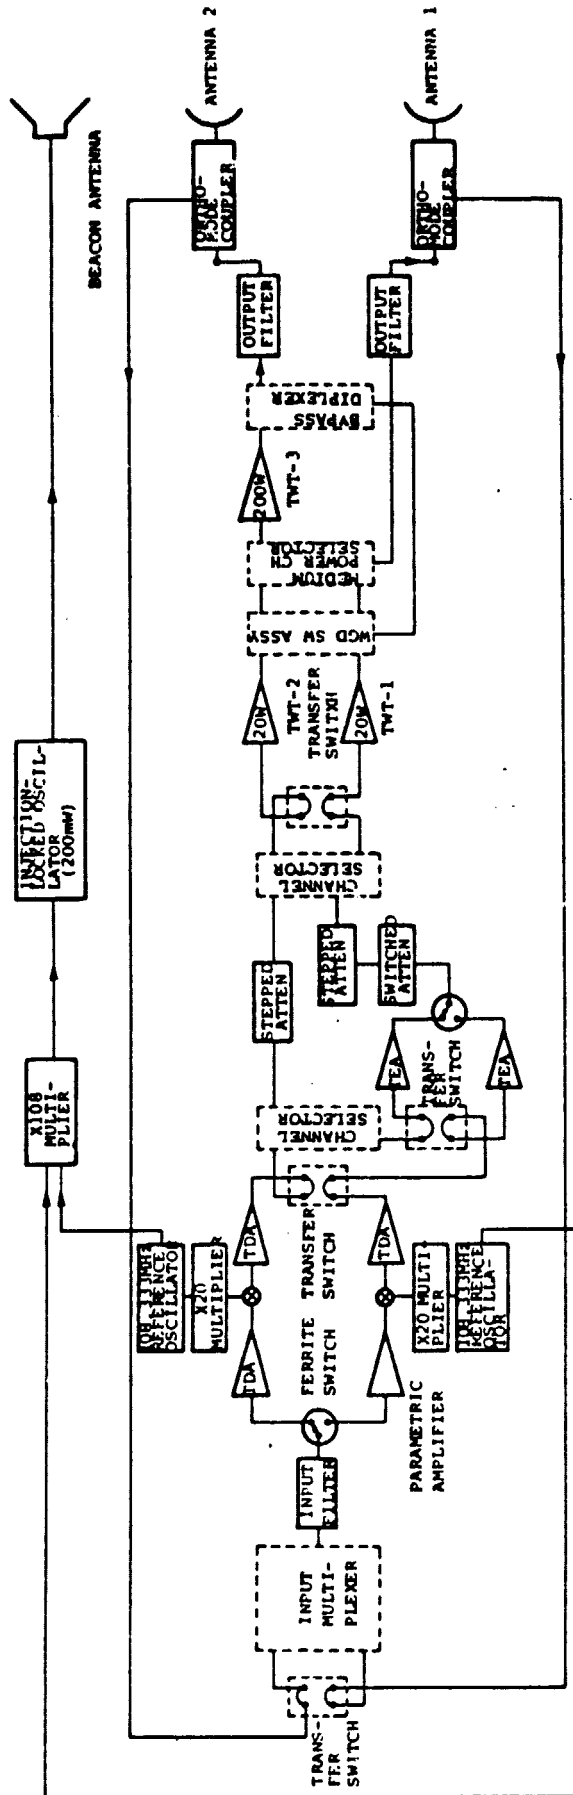 ANTENNA 2
ANTENNA 1
BEACON ANTENNA
ORTHO-
MODE
COUPLER
ORTHO-
MODE
COUPLER
OUTPUT
FILTER
OUTPUT
FILTER
BYPASS
DIPLEXER
200W
TWT-3
MEDIUM
POWER CH
SELECTOR
WGD SW ASSY
20W
TWT-2
TRANSFER
SWITXH
20W
TWT-1
INJECTION-
LOCKED OSCIL-
LATOR
(200mW)
CHANNEL
SELECTOR
STEPPED
ATTEN
STEPPED
ATTEN
SWITCHED
ATTEN
TEA
TRANS-
FER
SWITCH
TEA
X108
MULTI-
PLIER
CHANNEL
SELECTOR
TRANSFER
SWITCH
TDA
TDA
REFERENCE
OSCILLATOR
X20
MULTIPLIER
X20 MULTI-
PLIER
REFERENCE
OSCILLA-
TOR
TDA
FERRITE
SWITCH
PARAMETRIC
AMPLIFIER
INPUT
FILTER
INPUT
MULTI-
PLEXER
TRANS-
FER
SWITCH